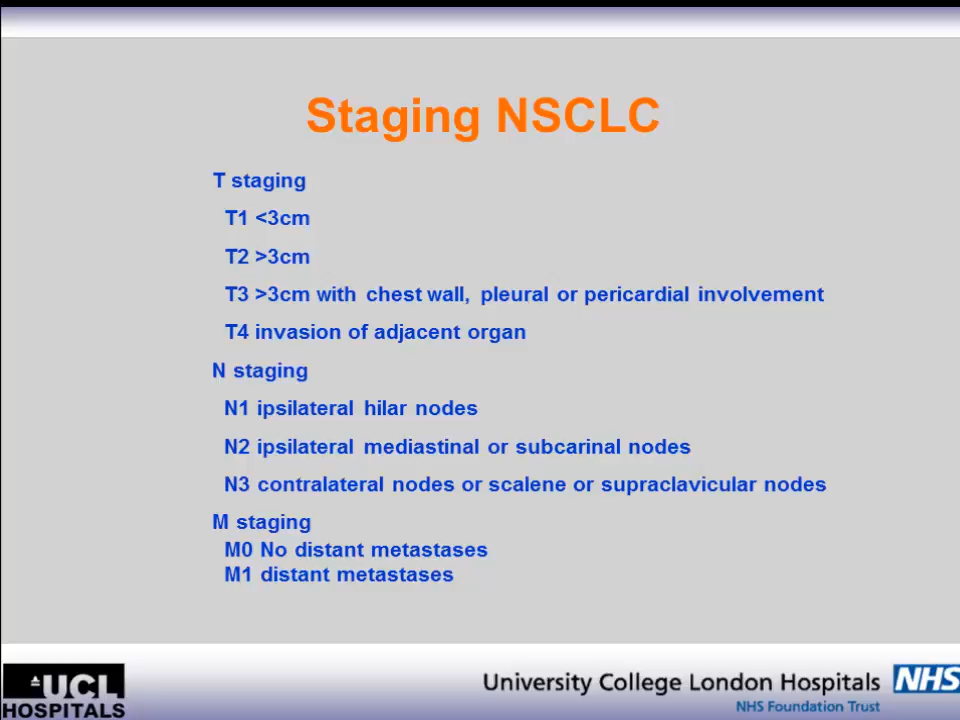 Staging NSCLC
T staging
T1 <3cm
T2 >3cm
T3 >3cm with chest wall, pleural or pericardial involvement
T4 invasion of adjacent organ
N staging
N1 ipsilateral hilar nodes
N2 ipsilateral mediastinal or subcarinal nodes
N3 contralateral nodes or scalene or supraclavicular nodes
M staging
M0 No distant metastases
M1 distant metastases
UCL
HOSPITALS
University College London Hospitals NHS
NHS Foundation Trust